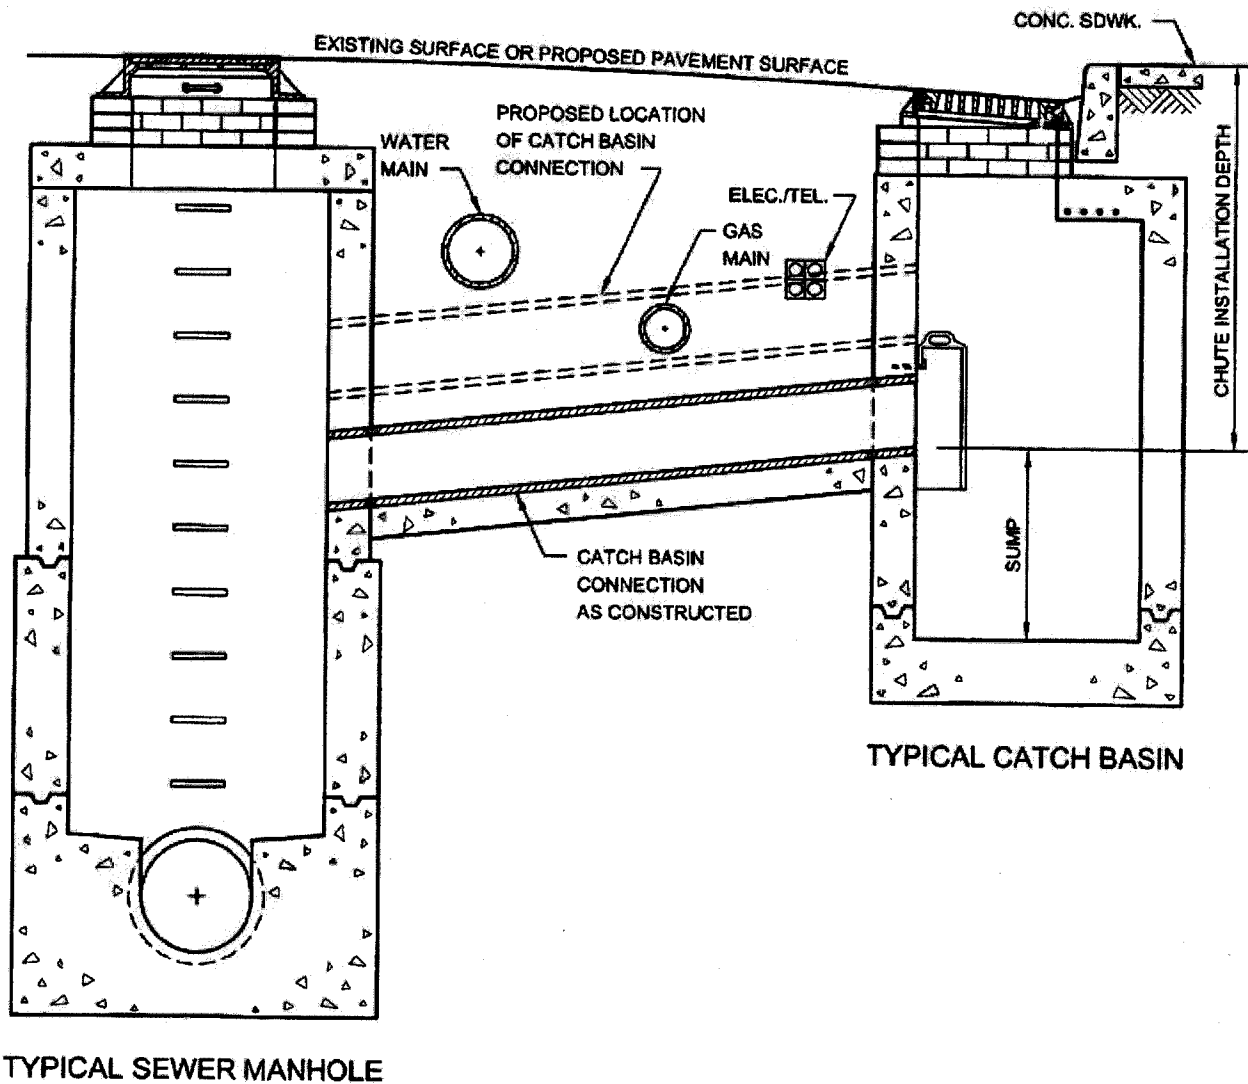 CONC. SDWK.
EXISTING SURFACE OR PROPOSED PAVEMENT SURFACE
PROPOSED LOCATION
OF CATCH BASIN
CONNECTION
WATER
MAIN
ELEC./TEL.
GAS
MAIN
CHUTE INSTALLATION DEPTH
SUMP
CATCH BASIN
CONNECTION
AS CONSTRUCTED
TYPICAL CATCH BASIN
TYPICAL SEWER MANHOLE